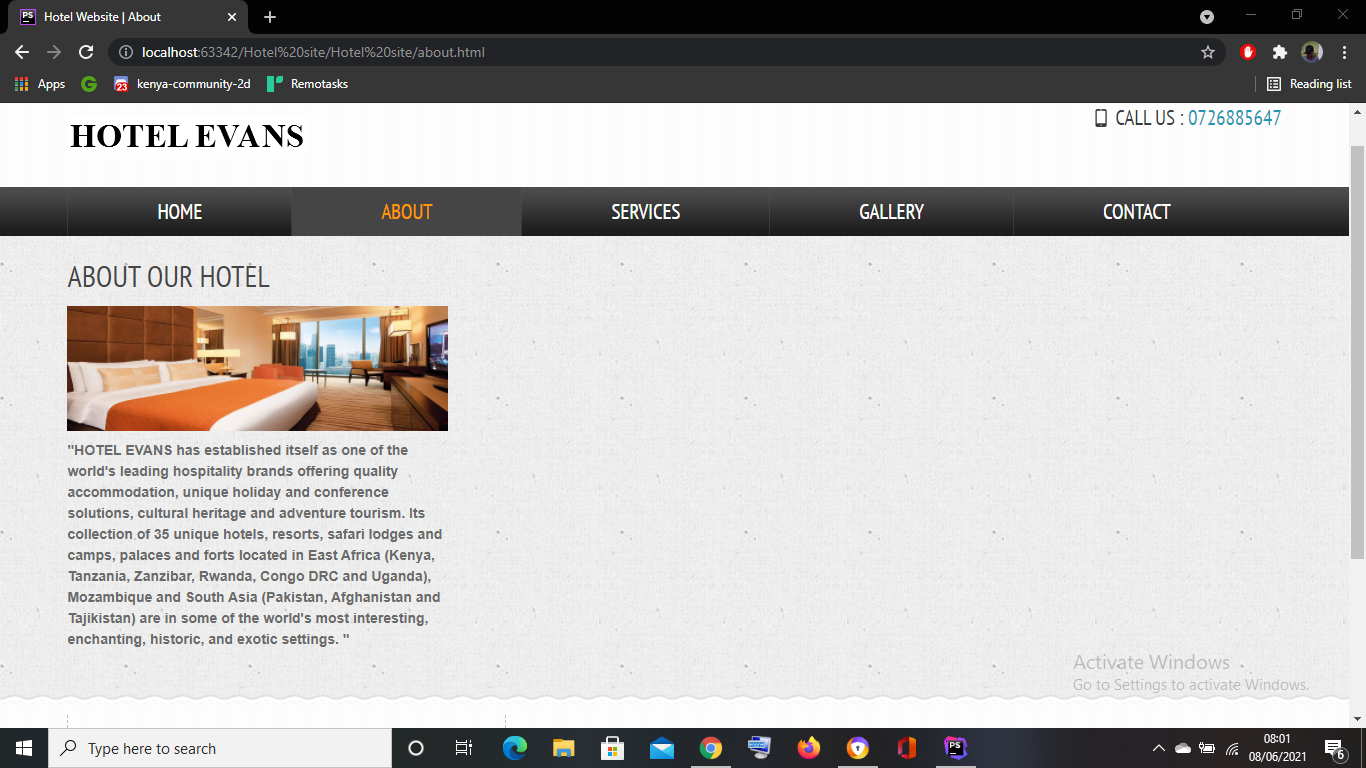 PS Hotel Website | About
localhost:63342/Hotel%20site/Hotel%20site/about.html
Apps
G
23
kenya-community-2d
Remotasks
Reading list
HOTEL EVANS
CALL US : 0726885647
HOME
ABOUT
SERVICES
GALLERY
CONTACT
ABOUT OUR HOTEL
"HOTEL EVANS has established itself as one of the
world's leading hospitality brands offering quality
accommodation, unique holiday and conference
solutions, cultural heritage and adventure tourism. Its
collection of 35 unique hotels, resorts, safari lodges and
camps, palaces and forts located in East Africa (Kenya,
Tanzania, Zanzibar, Rwanda, Congo DRC and Uganda),
Mozambique and South Asia (Pakistan, Afghanistan and
Tajikistan) are in some of the world's most interesting,
enchanting, historic, and exotic settings. "
Activate Windows
Go to Settings to activate Windows.
Type here to search
PS
08:01
08/06/2021
6